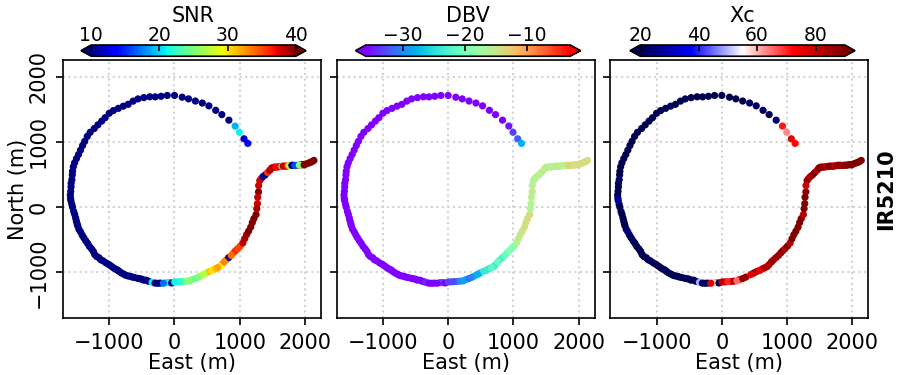 SNR DBV Xc
10 20 30 40 −30 −20 −10 20 40 60 80
2000
1000
0
−1000
North (m)
−1000 0 1000 2000 −1000 0 1000 2000 −1000 0 1000 2000
East (m) East (m) East (m)
IR5210